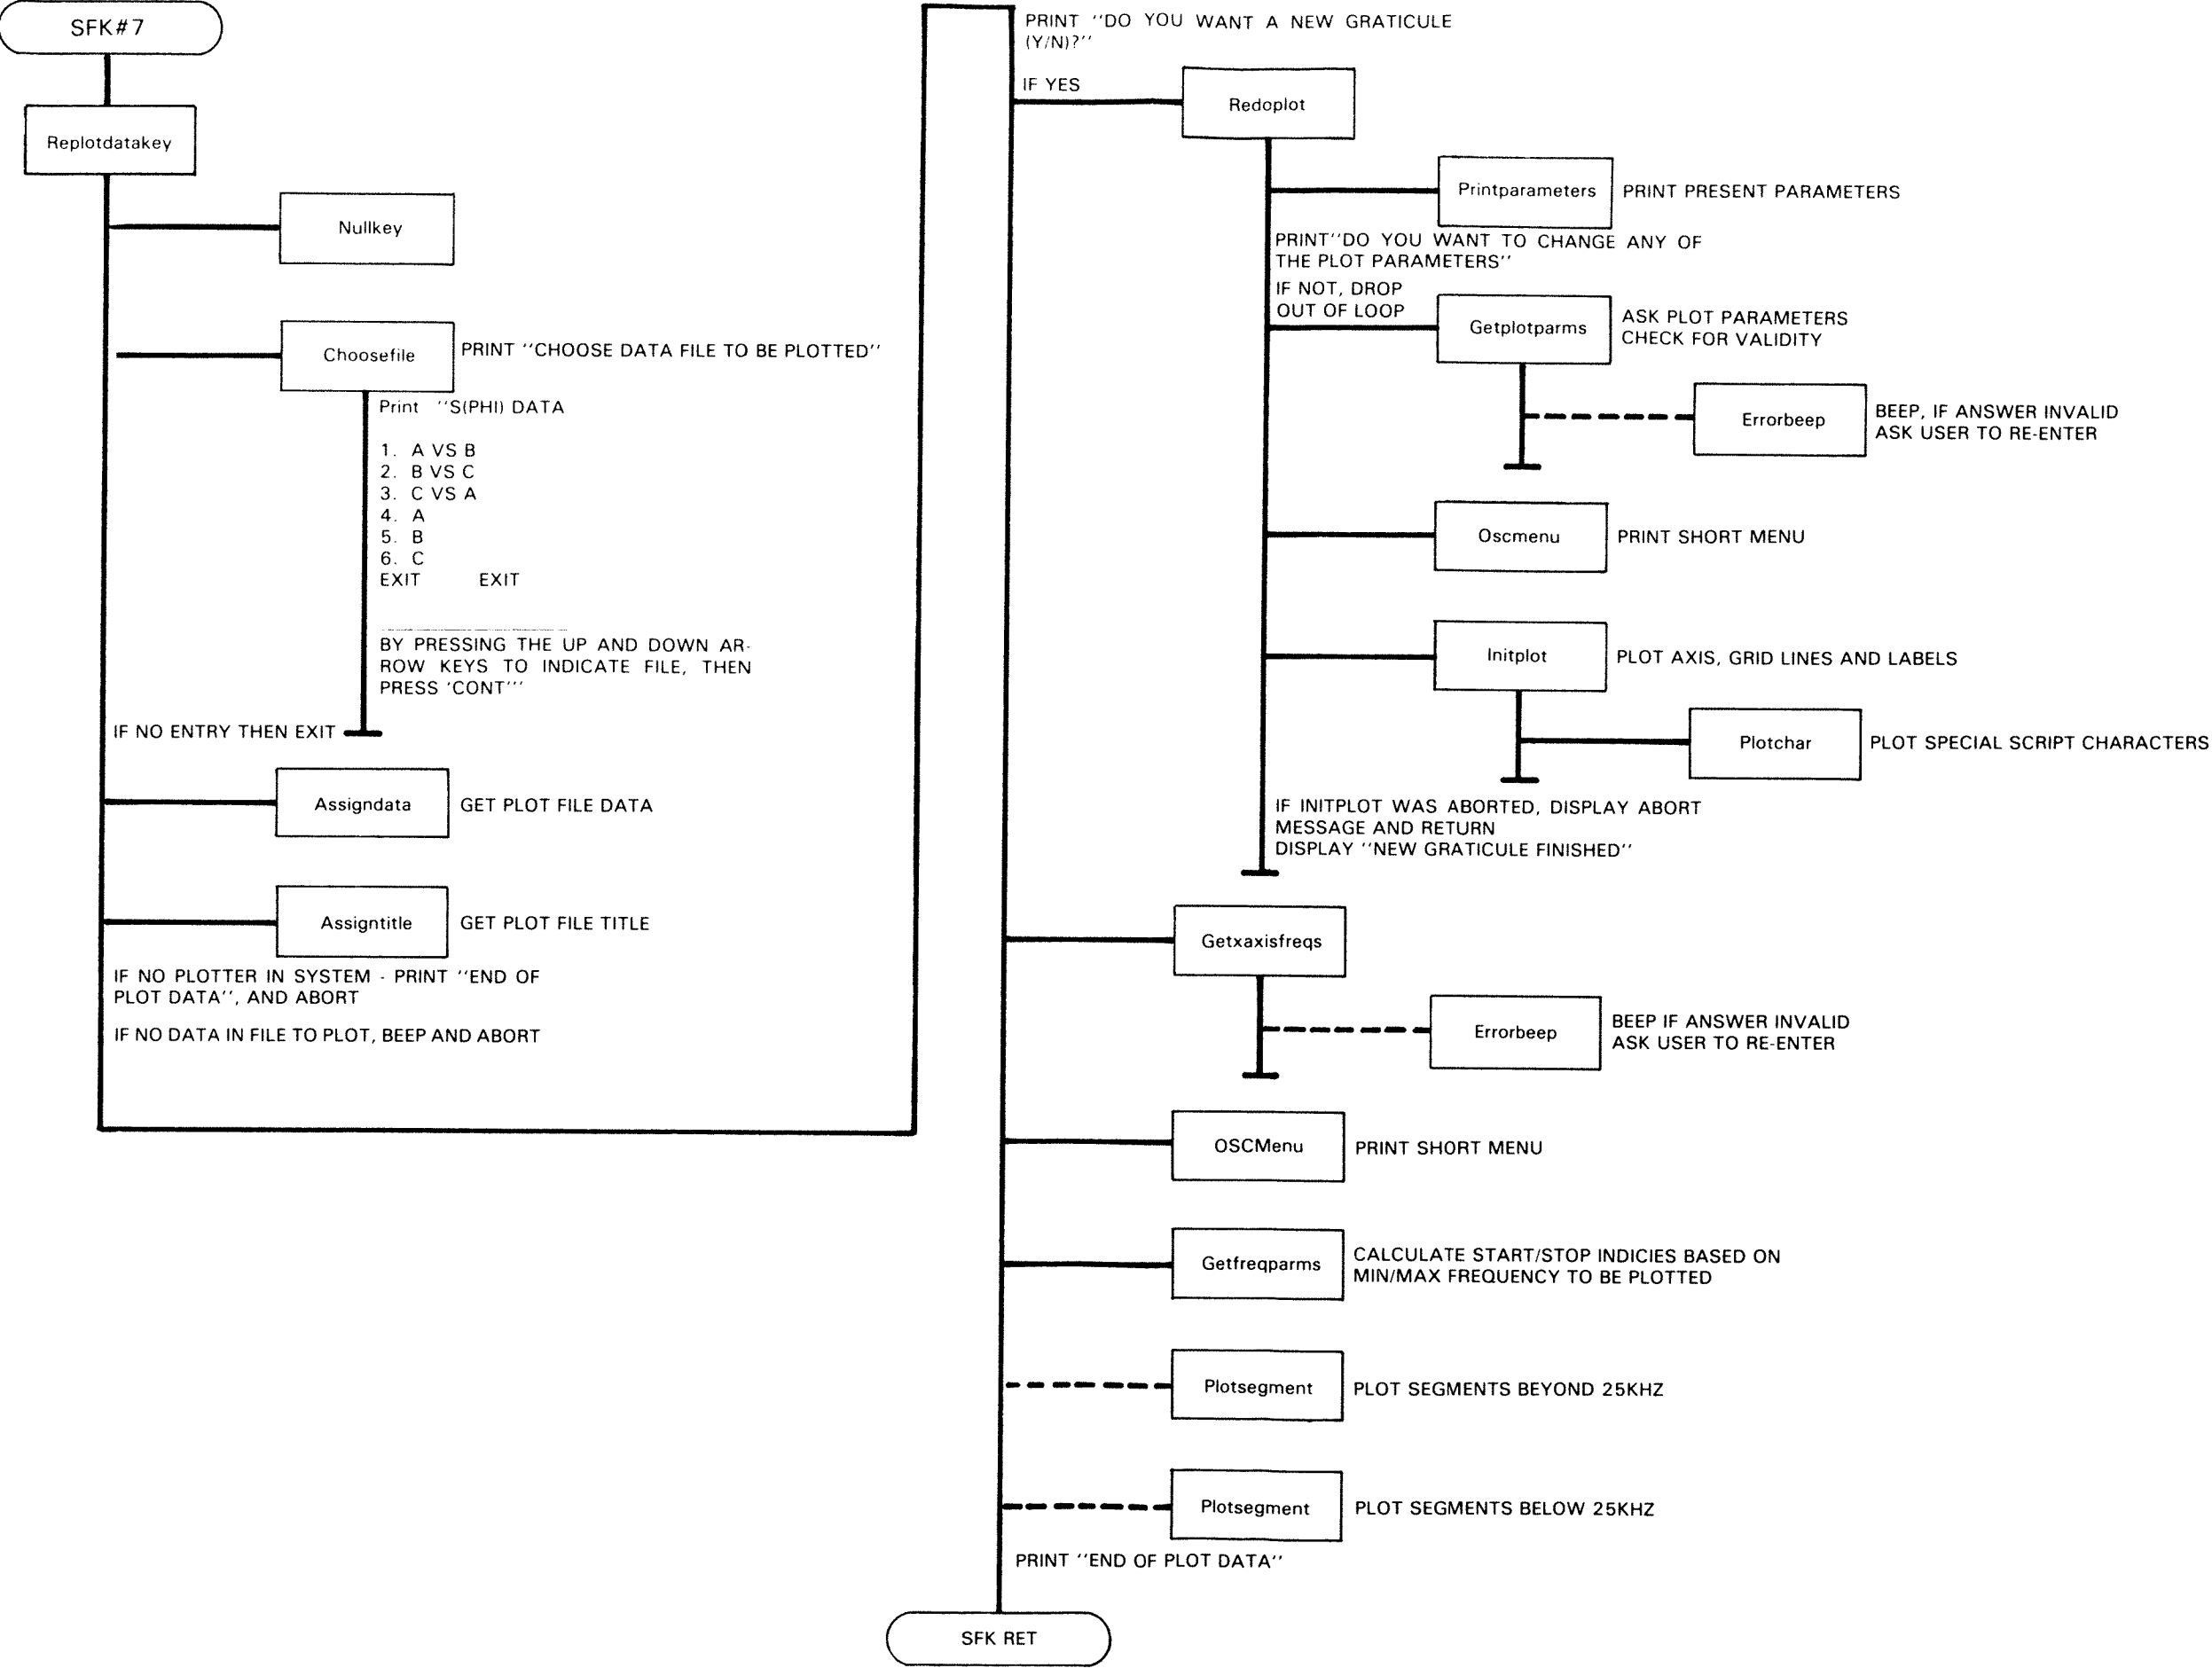 SFK#7
Replotdatakey
Nullkey
Choosefile
PRINT "CHOOSE DATA FILE TO BE PLOTTED"
Print "S(PHI) DATA
1. A VS B
2. B VS C
3. C VS A
4. A
5. B
6. C
EXIT EXIT
BY PRESSING THE UP AND DOWN AR-
ROW KEYS TO INDICATE FILE, THEN
PRESS 'CONT'"
IF NO ENTRY THEN EXIT
Assigndata
GET PLOT FILE DATA
Assigntitle
GET PLOT FILE TITLE
IF NO PLOTTER IN SYSTEM - PRINT "END OF
PLOT DATA", AND ABORT
IF NO DATA IN FILE TO PLOT, BEEP AND ABORT
PRINT "DO YOU WANT A NEW GRATICULE
(Y/N)?"
IF YES
Redoplot
Printparameters
PRINT PRESENT PARAMETERS
PRINT"DO YOU WANT TO CHANGE ANY OF
THE PLOT PARAMETERS"
IF NOT, DROP
OUT OF LOOP
Getplotparms
ASK PLOT PARAMETERS
CHECK FOR VALIDITY
Errorbeep
BEEP, IF ANSWER INVALID
ASK USER TO RE-ENTER
Oscmenu
PRINT SHORT MENU
Initplot
PLOT AXIS, GRID LINES AND LABELS
Plotchar
PLOT SPECIAL SCRIPT CHARACTERS
IF INITPLOT WAS ABORTED, DISPLAY ABORT
MESSAGE AND RETURN
DISPLAY "NEW GRATICULE FINISHED"
Getxaxisfreqs
Errorbeep
BEEP IF ANSWER INVALID
ASK USER TO RE-ENTER
OSCMenu
PRINT SHORT MENU
Getfreqparms
CALCULATE START/STOP INDICIES BASED ON
MIN/MAX FREQUENCY TO BE PLOTTED
Plotsegment
PLOT SEGMENTS BEYOND 25KHZ
Plotsegment
PLOT SEGMENTS BELOW 25KHZ
PRINT "END OF PLOT DATA"
SFK RET